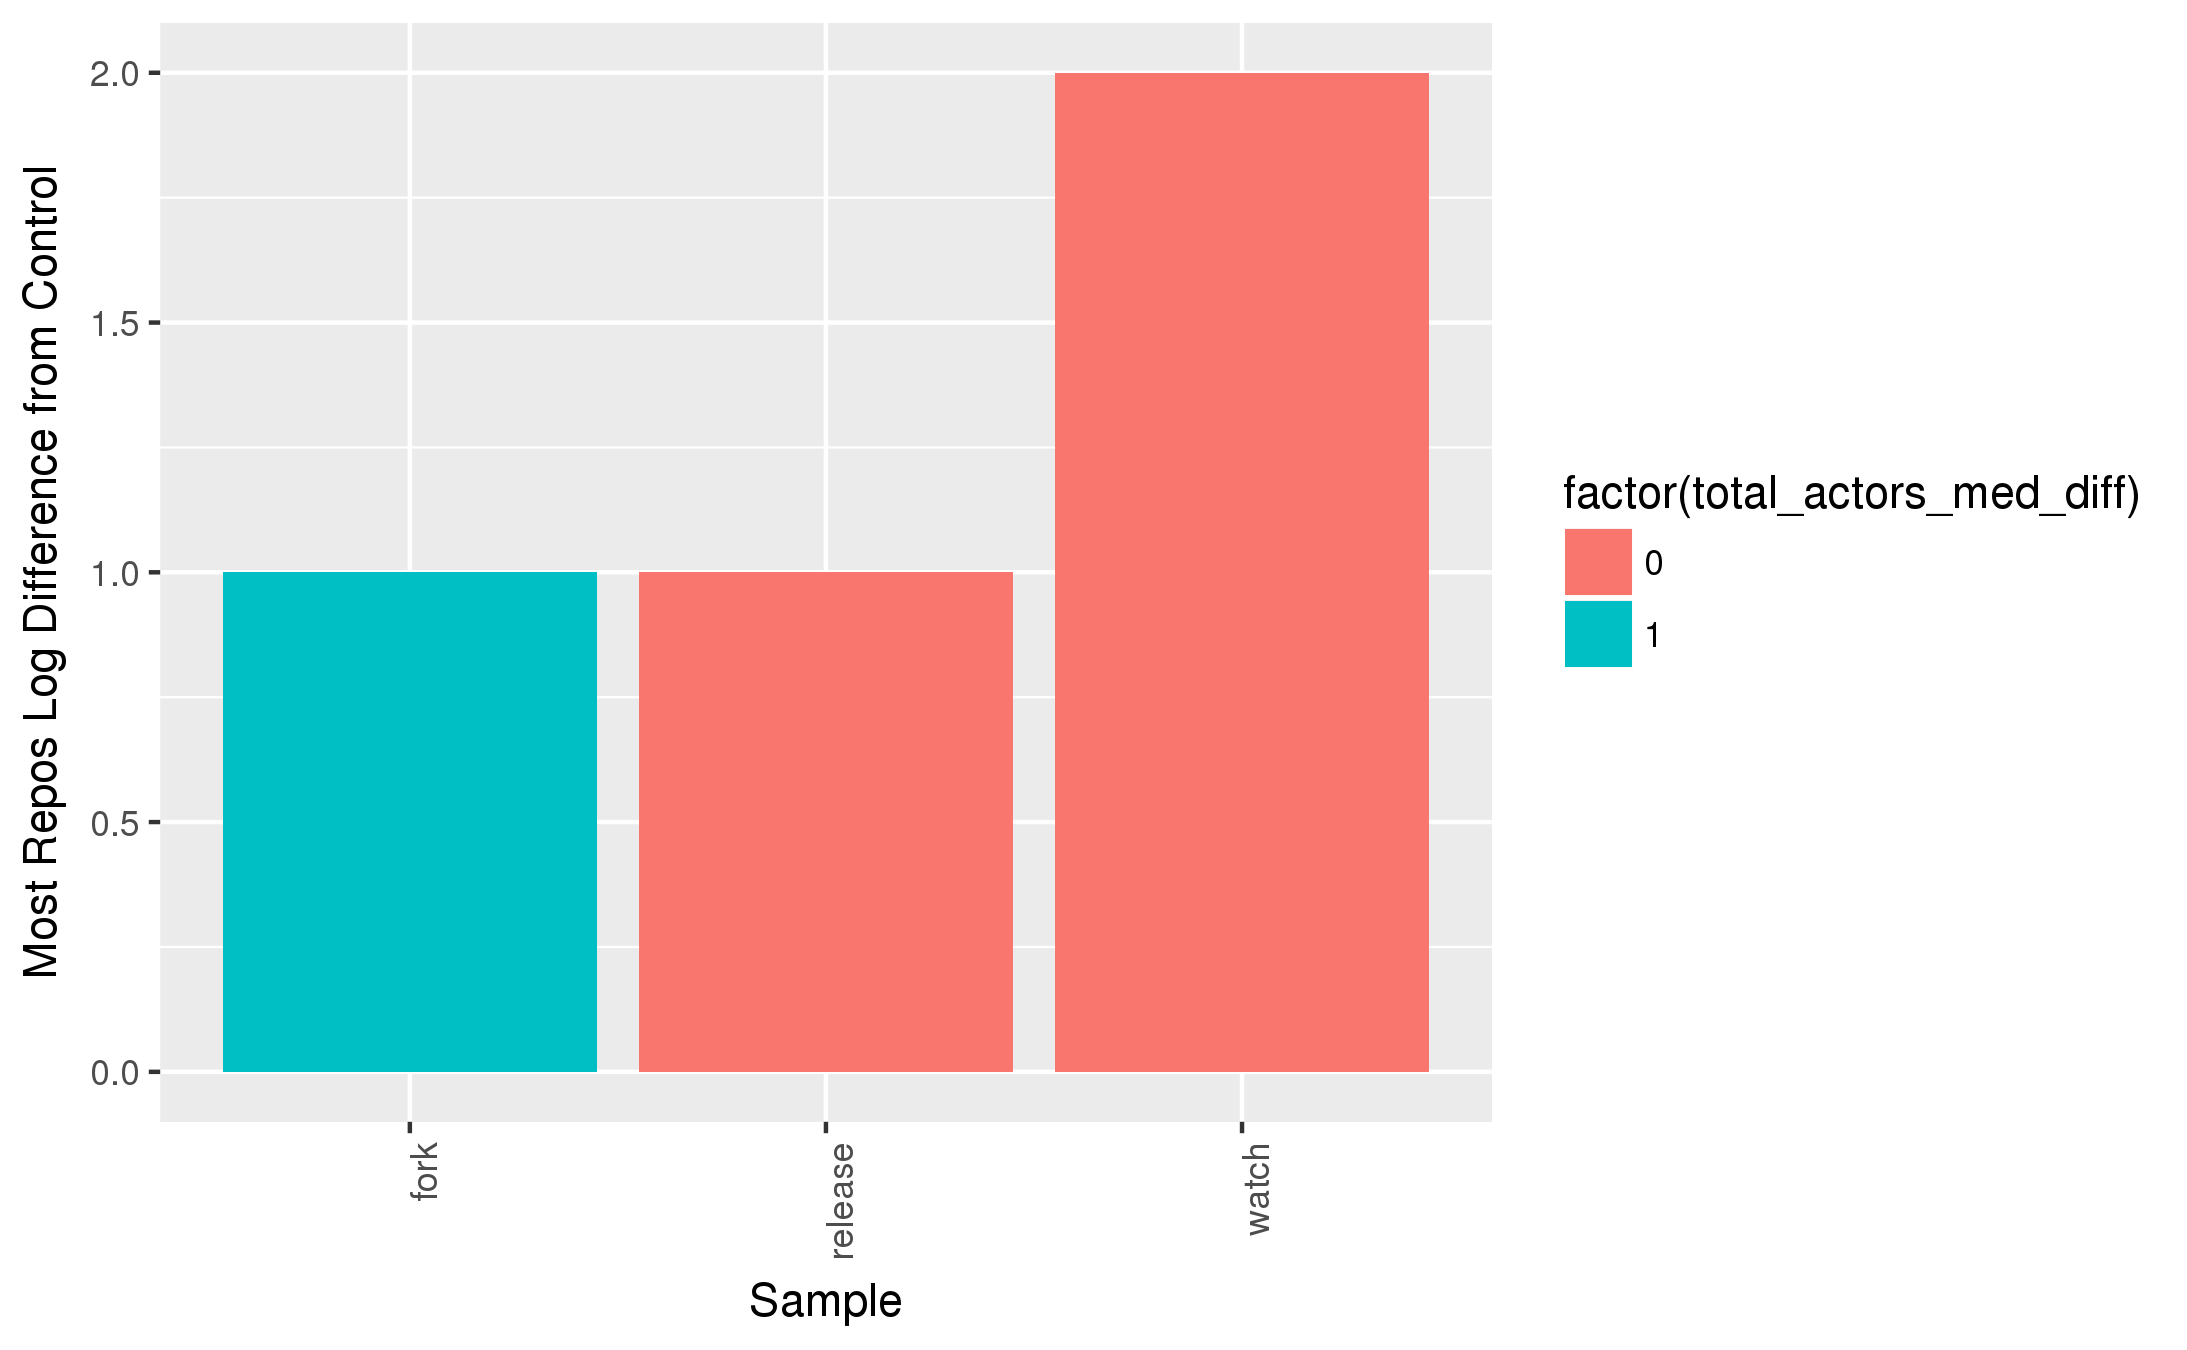 Most Repos Log Difference from Control
2.0
1.5
1.0
0.5
0.0
fork
release
watch
Sample
factor(total_actors_med_diff)
0
1